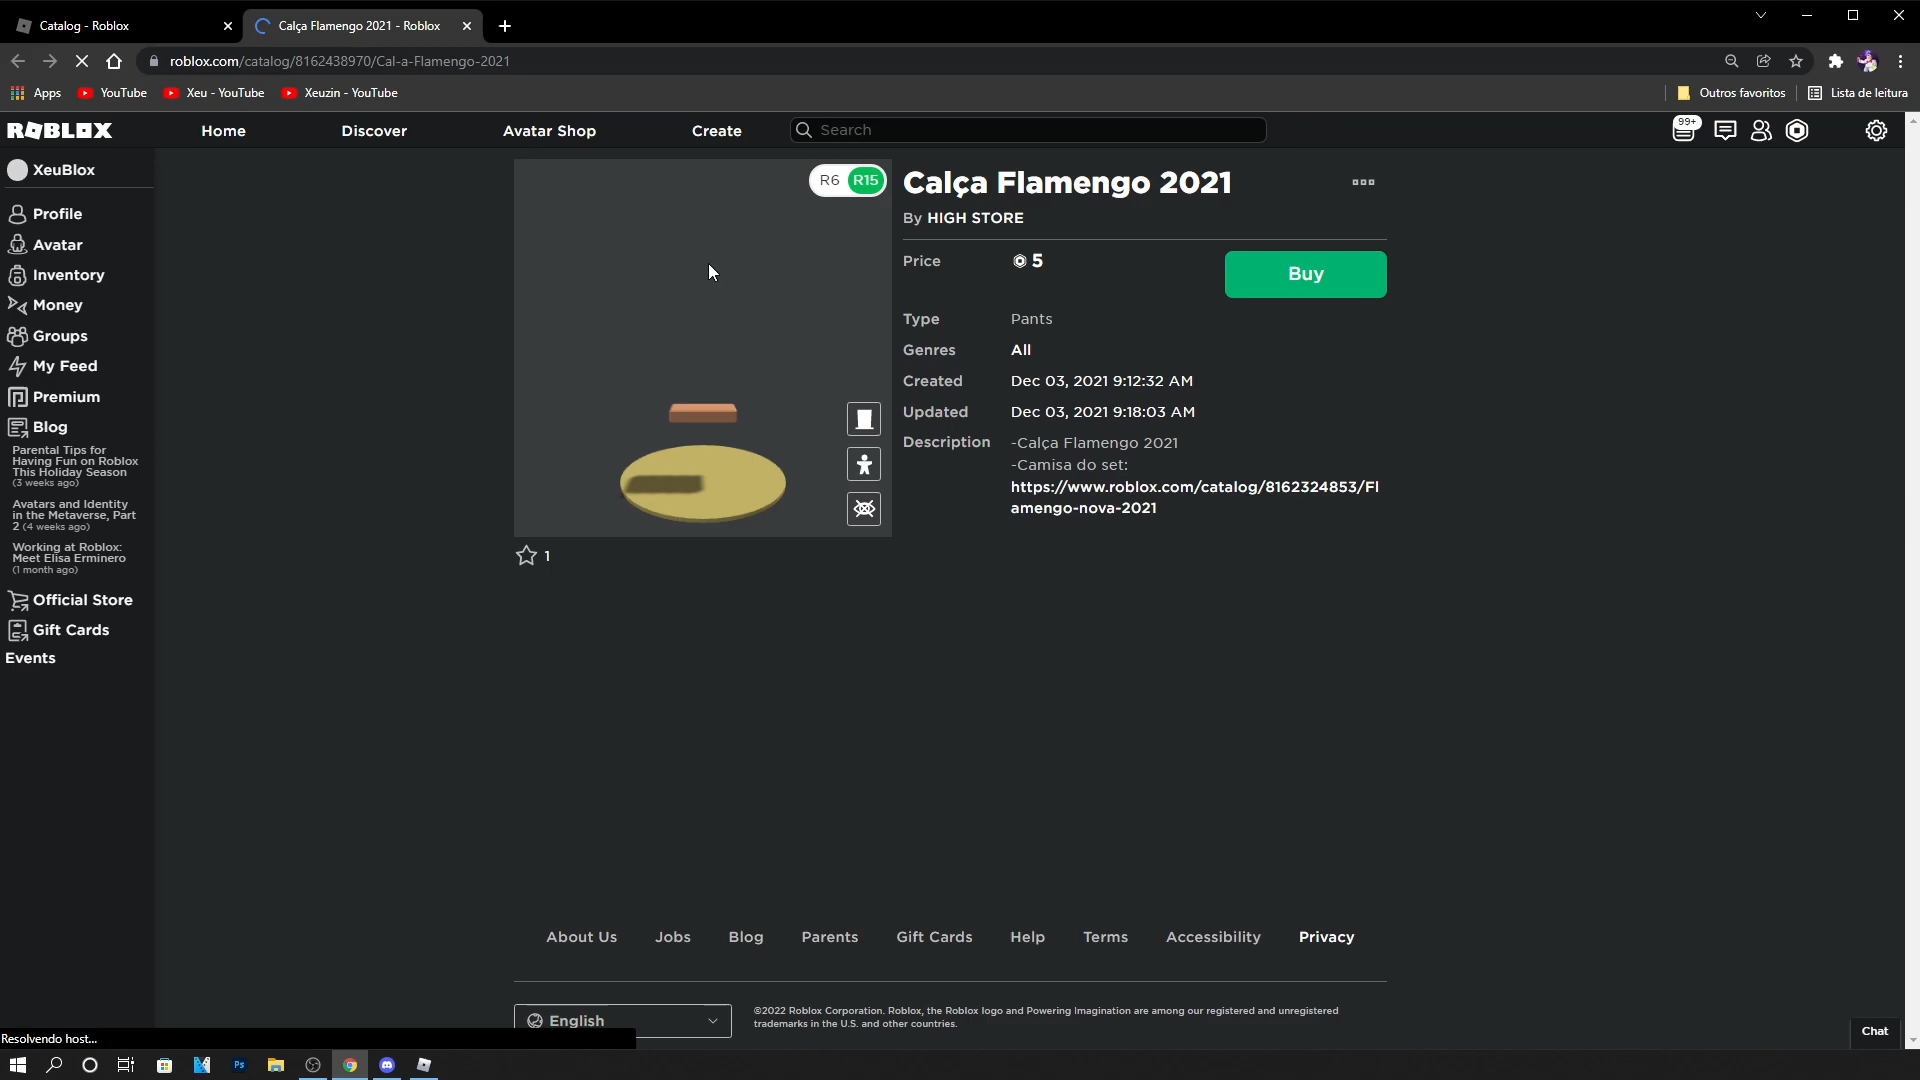 Catalog - Roblox
Calça Flamengo 2021 - Roblox
roblox.com/catalog/8162438970/Cal-a-Flamengo-2021
Apps
YouTube
Xeu - YouTube
Xeuzin - YouTube
Outros favoritos
Lista de leitura
ROBLOX
Home
Discover
Avatar Shop
Create
Search
99+
XeuBlox
Profile
Avatar
Inventory
Money
Groups
My Feed
Premium
Blog
Parental Tips for
Having Fun on Roblox
This Holiday Season
(3 weeks ago)
Avatars and Identity
in the Metaverse, Part
2 (4 weeks ago)
Working at Roblox:
Meet Elisa Erminero
(1 month ago)
Official Store
Gift Cards
Events
R6 R15
1
Calça Flamengo 2021
By HIGH STORE
Price 5
Buy
Type Pants
Genres All
Created Dec 03, 2021 9:12:32 AM
Updated Dec 03, 2021 9:18:03 AM
Description -Calça Flamengo 2021
-Camisa do set:
https://www.roblox.com/catalog/8162324853/Fl
amengo-nova-2021
About Us
Jobs
Blog
Parents
Gift Cards
Help
Terms
Accessibility
Privacy
English
©2022 Roblox Corporation. Roblox, the Roblox logo and Powering Imagination are among our registered and unregistered
trademarks in the U.S. and other countries.
Chat
Resolvendo host...
Ps